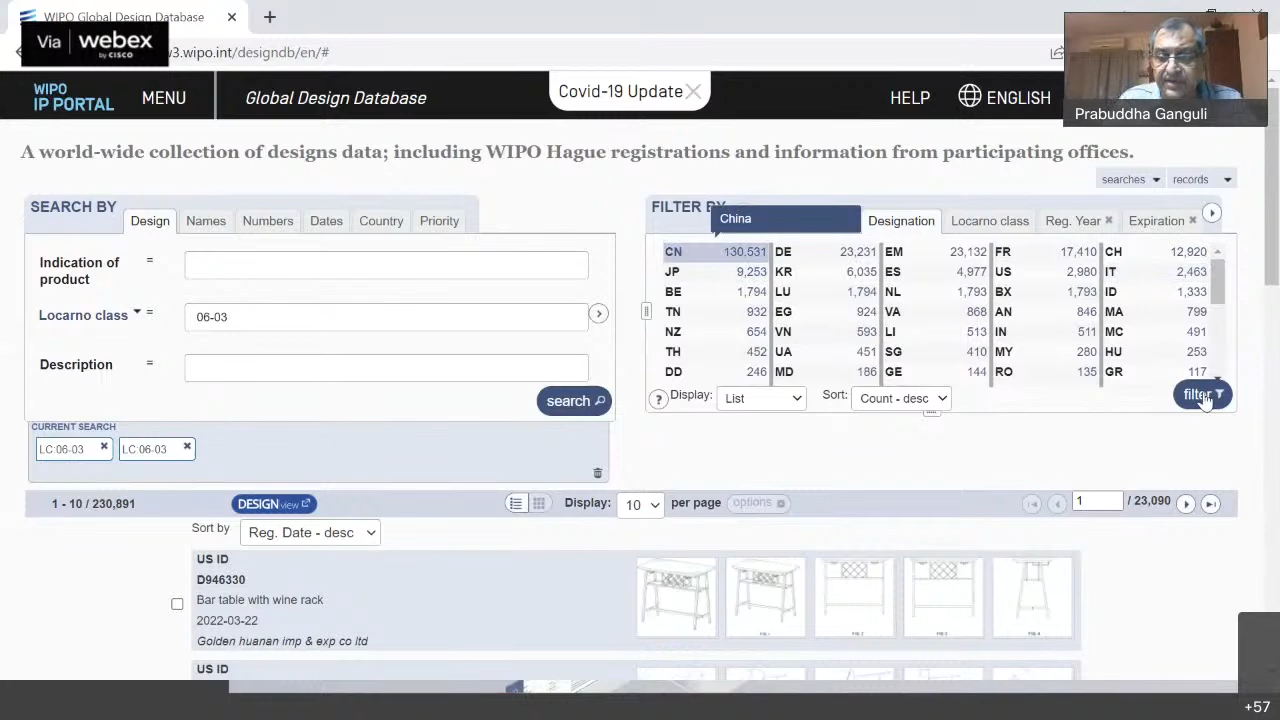 WIPO Global Design Database
Via webex
by CISCO
w3.wipo.int/designdb/en/#
Prabuddha Ganguli
WIPO
IP PORTAL
MENU
Global Design Database
Covid-19 Update
HELP
ENGLISH
A world-wide collection of designs data; including WIPO Hague registrations and information from participating offices.
searches
records
SEARCH BY
Design
Names
Numbers
Dates
Country
Priority
Indication of
product
=
Locarno class
=
06-03
Description
=
search
CURRENT SEARCH
LC:06-03
LC:06-03
FILTER BY
China
Designation
Locarno class
Reg. Year
Expiration
CN 130,531 DE 23,231 EM 23,132 FR 17,410 CH 12,920
JP 9,253 KR 6,035 ES 4,977 US 2,980 IT 2,463
BE 1,794 LU 1,794 NL 1,793 BX 1,793 ID 1,333
TN 932 EG 924 VA 868 AN 846 MA 799
NZ 654 VN 593 LI 513 IN 511 MC 491
TH 452 UA 451 SG 410 MY 280 HU 253
DD 246 MD 186 GE 144 RO 135 GR 117
? Display: List Sort: Count - desc
filter
1 - 10 / 230,891
DESIGN view
Display: 10 per page
options
1 / 23,090
Sort by Reg. Date - desc
US ID
D946330
Bar table with wine rack
2022-03-22
Golden huanan imp & exp co ltd
US ID
+57